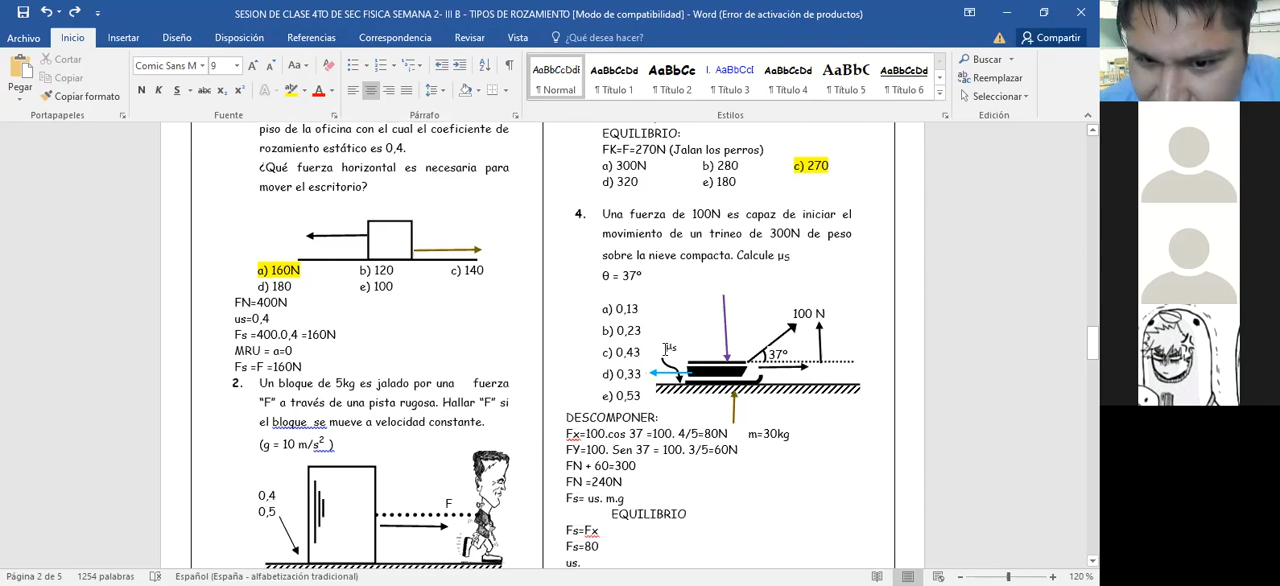 SESION DE CLASE 4TO DE SEC FISICA SEMANA 2- III B - TIPOS DE ROZAMIENTO [Modo de compatibilidad] - Word (Error de activación de productos)
Archivo Inicio Insertar Diseño Disposición Referencias Correspondencia Revisar Vista ¿Qué desea hacer? Compartir
Pegar
Cortar
Copiar
Copiar formato
Comic Sans M 9
N K S abc x₂ x²
AaBbCcDdE AaBbCcDd AaBbCc I. AaBbCcI AaBbCcDd AaBbC AaBbCcDd
¶ Normal ¶ Título 1 ¶ Título 2 ¶ Título 3 ¶ Título 4 ¶ Título 5 ¶ Título 6
Buscar
Reemplazar
Seleccionar
Portapapeles Fuente Párrafo Estilos Edición
piso de la oficina con el cual el coeficiente de
rozamiento estático es 0,4.
¿Qué fuerza horizontal es necesaria para
mover el escritorio?
a) 160N b) 120 c) 140
d) 180 e) 100
FN=400N
us=0,4
Fs =400.0,4 =160N
MRU = a=0
Fs =F =160N
2. Un bloque de 5kg es jalado por una fuerza
"F" a través de una pista rugosa. Hallar "F" si
el bloque se mueve a velocidad constante.
(g = 10 m/s² )
0,4
0,5
F
EQUILIBRIO:
FK=F=270N (Jalan los perros)
a) 300N b) 280 c) 270
d) 320 e) 180
4. Una fuerza de 100N es capaz de iniciar el
movimiento de un trineo de 300N de peso
sobre la nieve compacta. Calcule µs
θ = 37º
a) 0,13
b) 0,23
c) 0,43
d) 0,33
e) 0,53
µs
100 N
37º
DESCOMPONER:
Fx=100.cos 37 =100. 4/5=80N m=30kg
FY=100. Sen 37 = 100. 3/5=60N
FN + 60=300
FN =240N
Fs= us. m.g
EQUILIBRIO
Fs=Fx
Fs=80
us.
Página 2 de 5 1254 palabras Español (España - alfabetización tradicional) 120 %